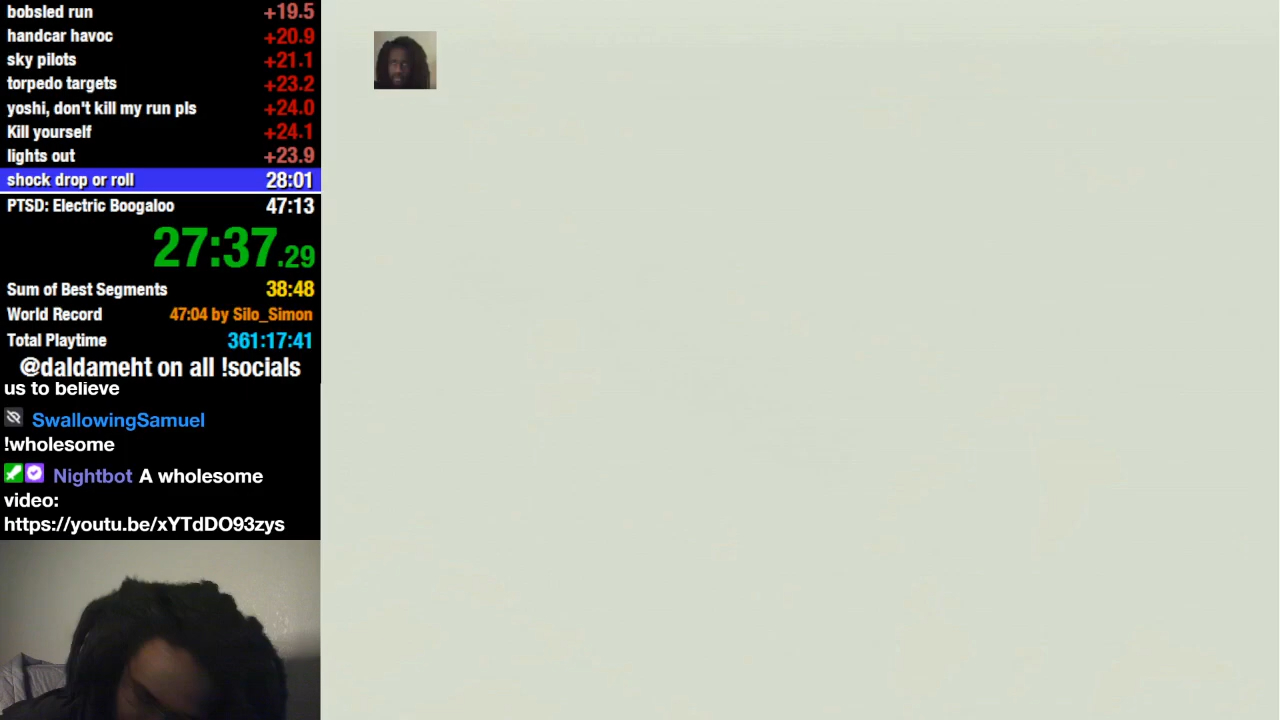 bobsled run +19.5
handcar havoc +20.9
sky pilots +21.1
torpedo targets +23.2
yoshi, don't kill my run pls +24.0
Kill yourself +24.1
lights out +23.9
shock drop or roll 28:01
PTSD: Electric Boogaloo 47:13
27:37.29
Sum of Best Segments 38:48
World Record 47:04 by Silo_Simon
Total Playtime 361:17:41
@daldameht on all !socials
us to believe
SwallowingSamuel
!wholesome
Nightbot A wholesome
video:
https://youtu.be/xYTdDO93zys